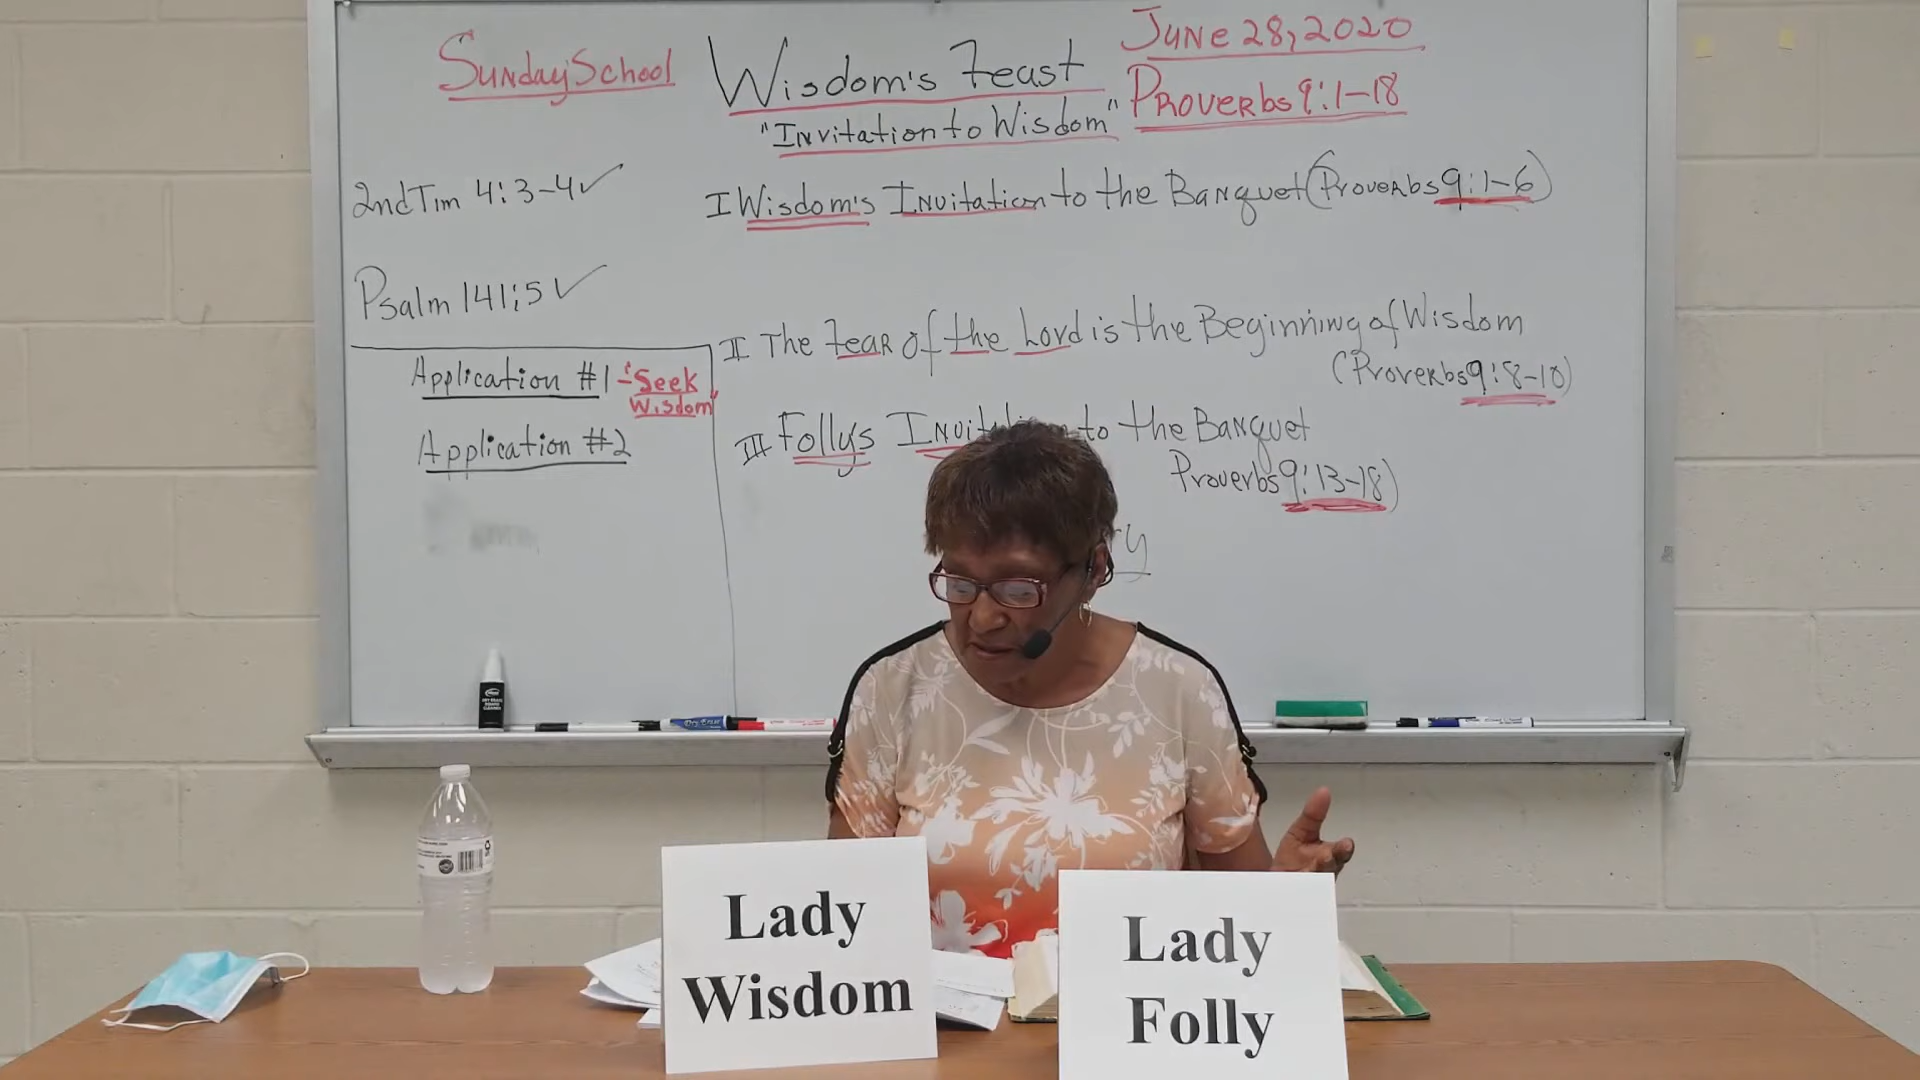 Sunday School
Wisdom's Feast
"Invitation to Wisdom"
June 28, 2020
Proverbs 9:1-18
2nd Tim 4:3-4 ✓
Psalm 141:5 ✓
Application #1 - "Seek
Wisdom"
Application #2
I Wisdom's Invitation to the Banquet (Proverbs 9:1-6)
II The Fear of the Lord is the Beginning of Wisdom
(Proverbs 9:8-10)
III Folly's to the Banquet
Proverbs 9:13-18)
Lady
Wisdom
Lady
Folly